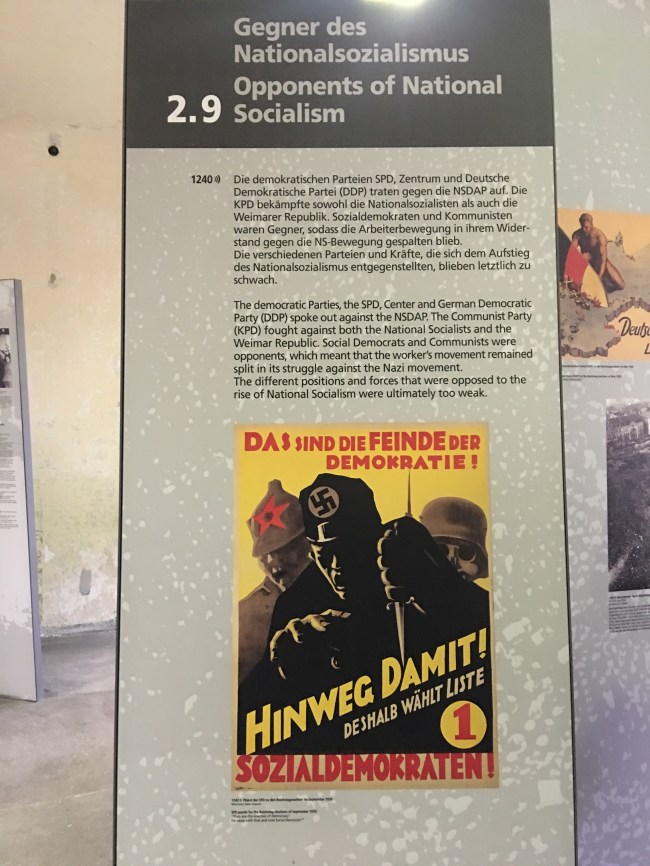 Gegner des
Nationalsozialismus
Opponents of National
2.9 Socialism
1240
Die demokratischen Parteien SPD, Zentrum und Deutsche
Demokratische Partei (DDP) traten gegen die NSDAP auf. Die
KPD bekämpfte sowohl die Nationalsozialisten als auch die
Weimarer Republik. Sozialdemokraten und Kommunisten
waren Gegner, sodass die Arbeiterbewegung in ihrem Wider-
stand gegen die NS-Bewegung gespalten blieb.
Die verschiedenen Parteien und Kräfte, die sich dem Aufstieg
des Nationalsozialismus entgegenstellten, blieben letztlich zu
schwach.
The democratic Parties, the SPD, Center and German Democratic
Party (DDP) spoke out against the NSDAP. The Communist Party
(KPD) fought against both the National Socialists and the
Weimar Republic. Social Democrats and Communists were
opponents, which meant that the worker's movement remained
split in its struggle against the Nazi movement.
The different positions and forces that were opposed to the
rise of National Socialism were ultimately too weak.
DAS SIND DIE FEINDE DER
DEMOKRATIE!
HINWEG DAMIT!
DESHALB WÄHLT LISTE
1
SOZIALDEMOKRATEN!